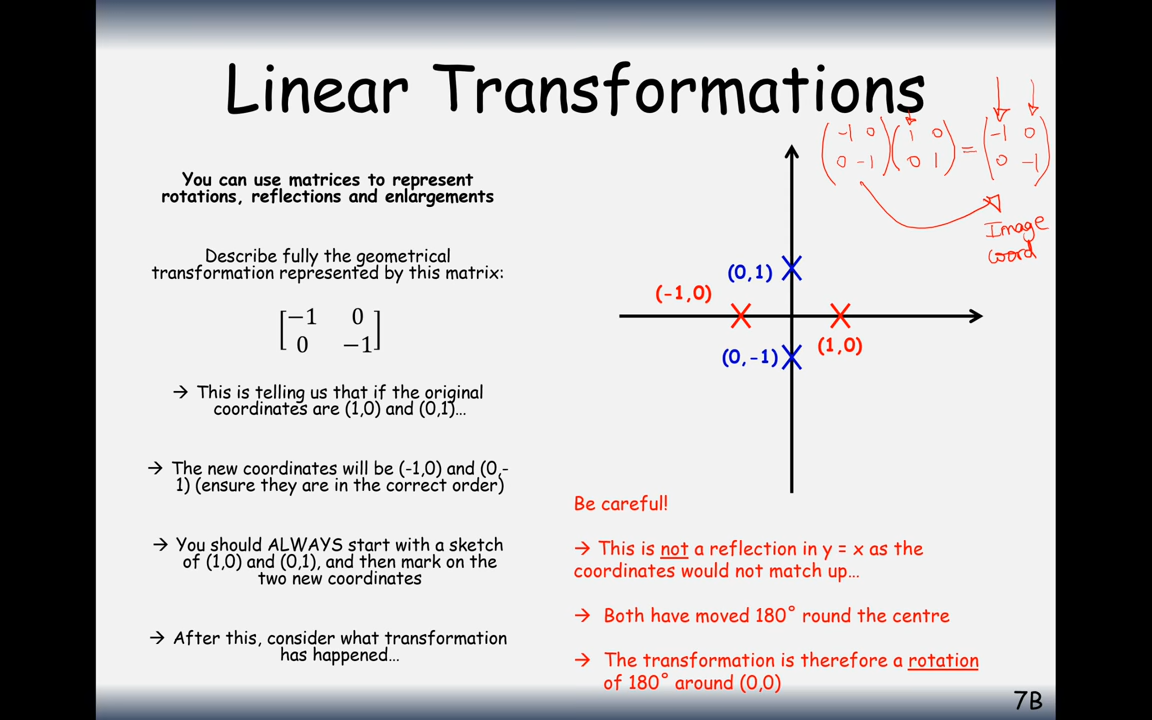 Linear Transformations
You can use matrices to represent
rotations, reflections and enlargements
Describe fully the geometrical
transformation represented by this matrix:
[−1 0
0 −1]
→ This is telling us that if the original
coordinates are (1,0) and (0,1)…
→ The new coordinates will be (-1,0) and (0,-
1) (ensure they are in the correct order)
→ You should ALWAYS start with a sketch
of (1,0) and (0,1), and then mark on the
two new coordinates
→ After this, consider what transformation
has happened…
(-1 0) (1 0) = (-1 0)
(0 -1) (0 1) (0 -1)
Image
coord
(0,1)
(-1,0)
(1,0)
(0,-1)
Be careful!
→ This is not a reflection in y = x as the
coordinates would not match up…
→ Both have moved 180˚ round the centre
→ The transformation is therefore a rotation
of 180˚ around (0,0)
7B